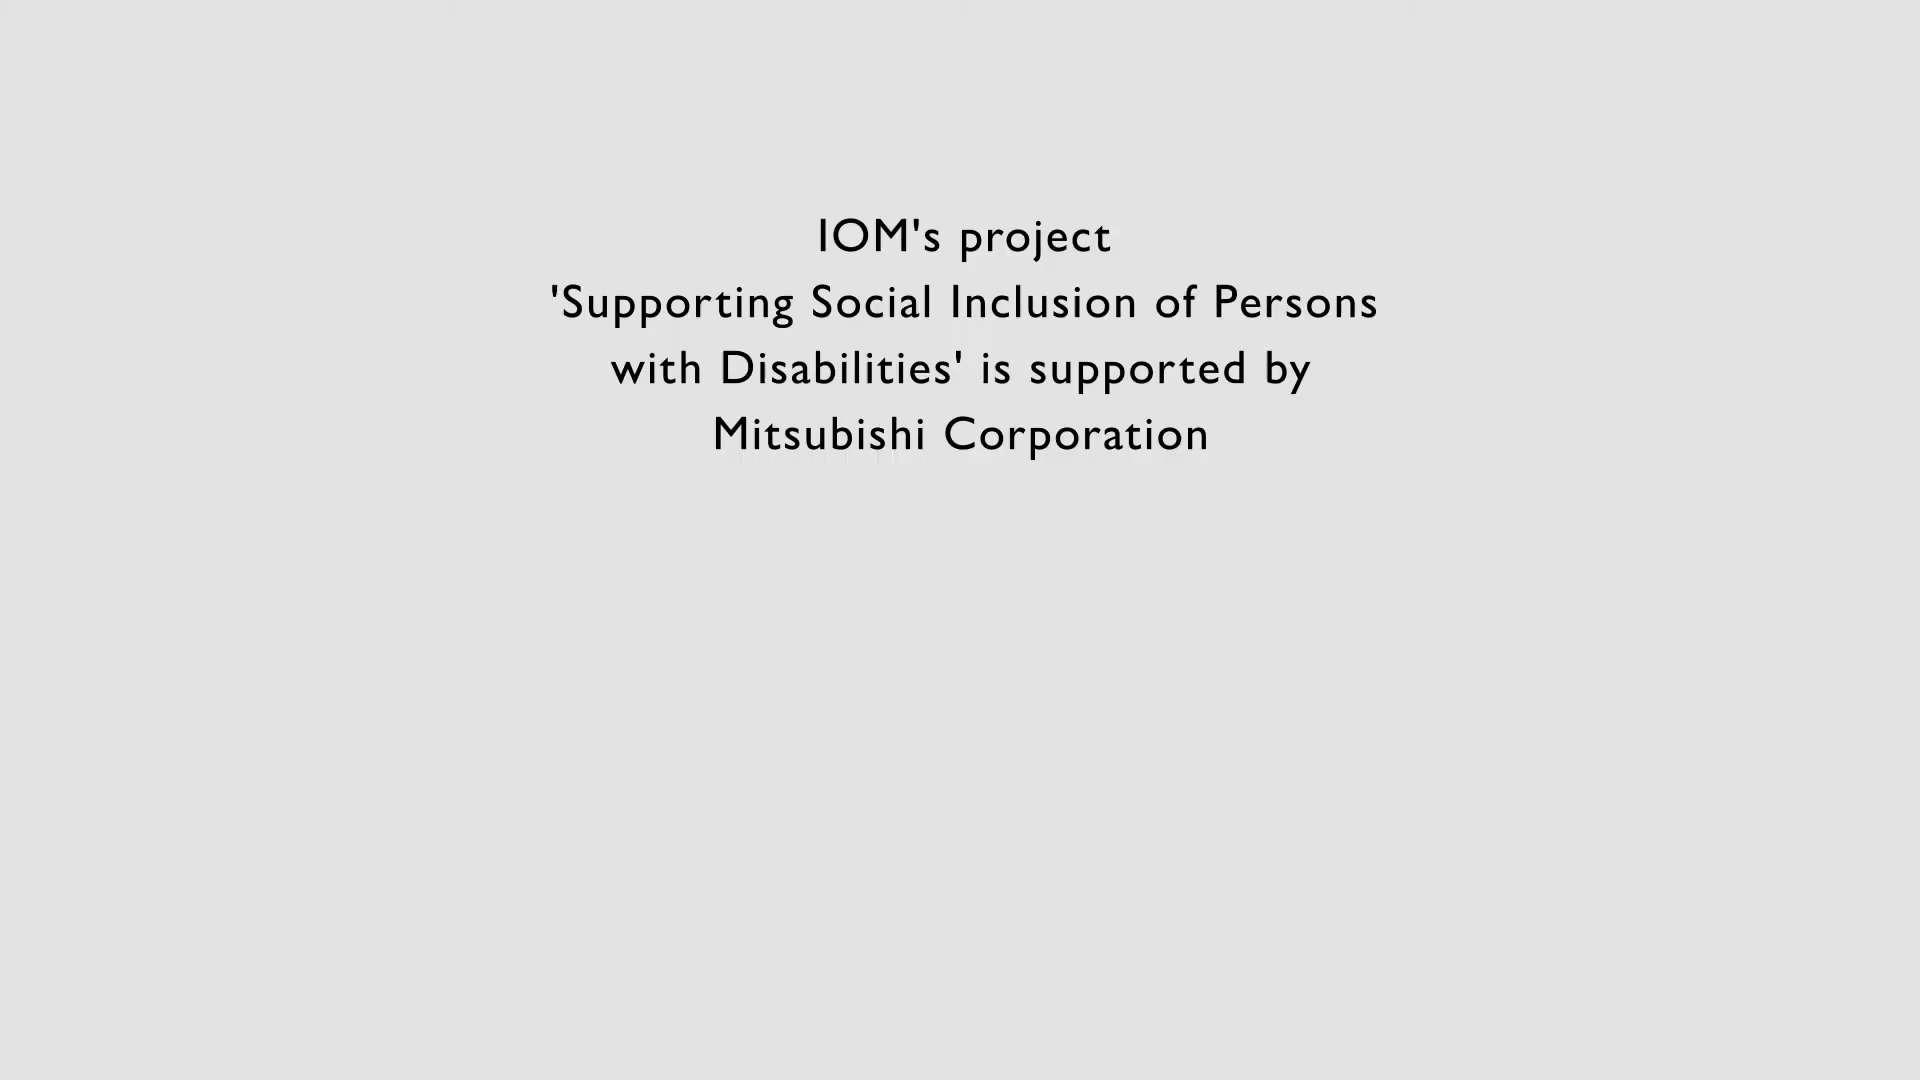 IOM's project
'Supporting Social Inclusion of Persons
with Disabilities' is supported by
Mitsubishi Corporation